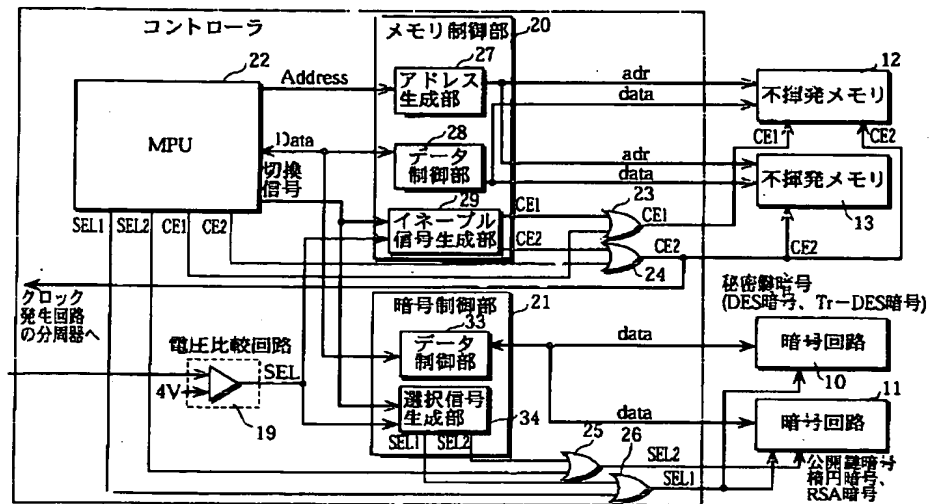 コントローラ
22
MPU
Address
Data
切換
信号
SEL1
SEL2
CE1
CE2
メモリ制御部
20
27
アドレス
生成部
28
データ
制御部
29
イネーブル
信号生成部
CE1
CE2
23
CE1
CE2
24
adr
data
adr
data
12
不揮発メモリ
CE1
CE2
不揮発メモリ
13
CE2
クロック
発生回路
の分周器へ
電圧比較回路
4V
SEL
19
暗号制御部
21
33
データ
制御部
選択信号
生成部
34
SEL1
SEL2
25
26
SEL2
SEL1
data
data
秘密鍵暗号
(DES暗号、Tr－DES暗号)
暗号回路
10
11
暗号回路
公開鍵暗号
楕円暗号、
RSA暗号